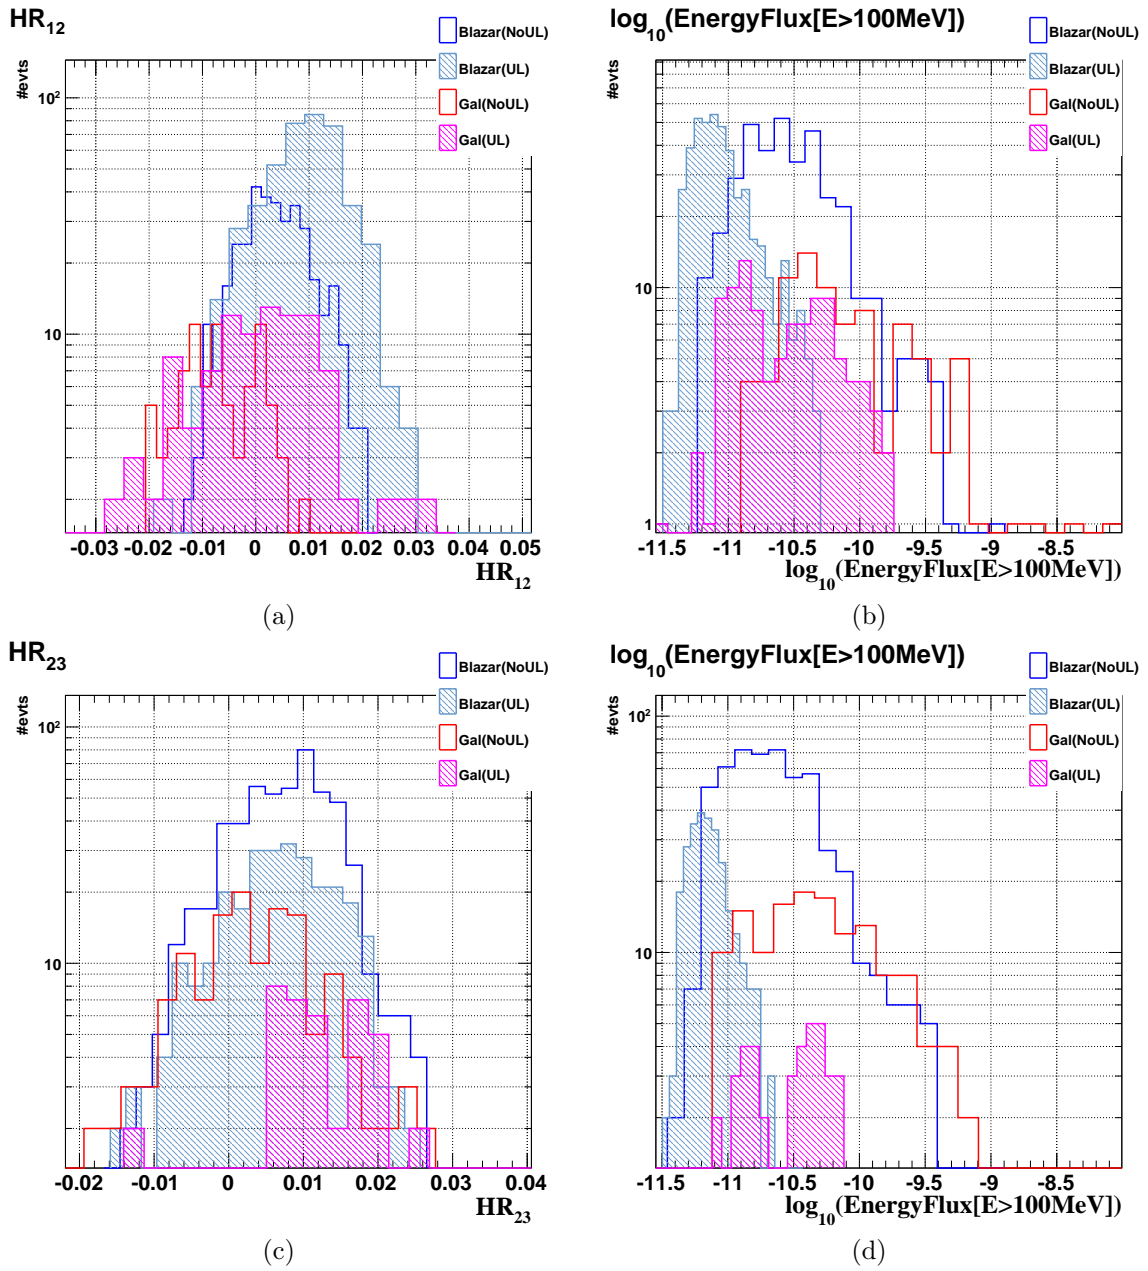 HR12
#evts
Blazar(NoUL)
Blazar(UL)
Gal(NoUL)
Gal(UL)
10²
10
-0.03 -0.02 -0.01 0 0.01 0.02 0.03 0.04 0.05
HR12
(a)
log10(EnergyFlux[E>100MeV])
#evts
Blazar(NoUL)
Blazar(UL)
Gal(NoUL)
Gal(UL)
10
1
-11.5 -11 -10.5 -10 -9.5 -9 -8.5
log10(EnergyFlux[E>100MeV])
(b)
HR23
#evts
Blazar(NoUL)
Blazar(UL)
Gal(NoUL)
Gal(UL)
10²
10
-0.02 -0.01 0 0.01 0.02 0.03 0.04
HR23
(c)
log10(EnergyFlux[E>100MeV])
#evts
Blazar(NoUL)
Blazar(UL)
Gal(NoUL)
Gal(UL)
10²
10
-11.5 -11 -10.5 -10 -9.5 -9 -8.5
log10(EnergyFlux[E>100MeV])
(d)